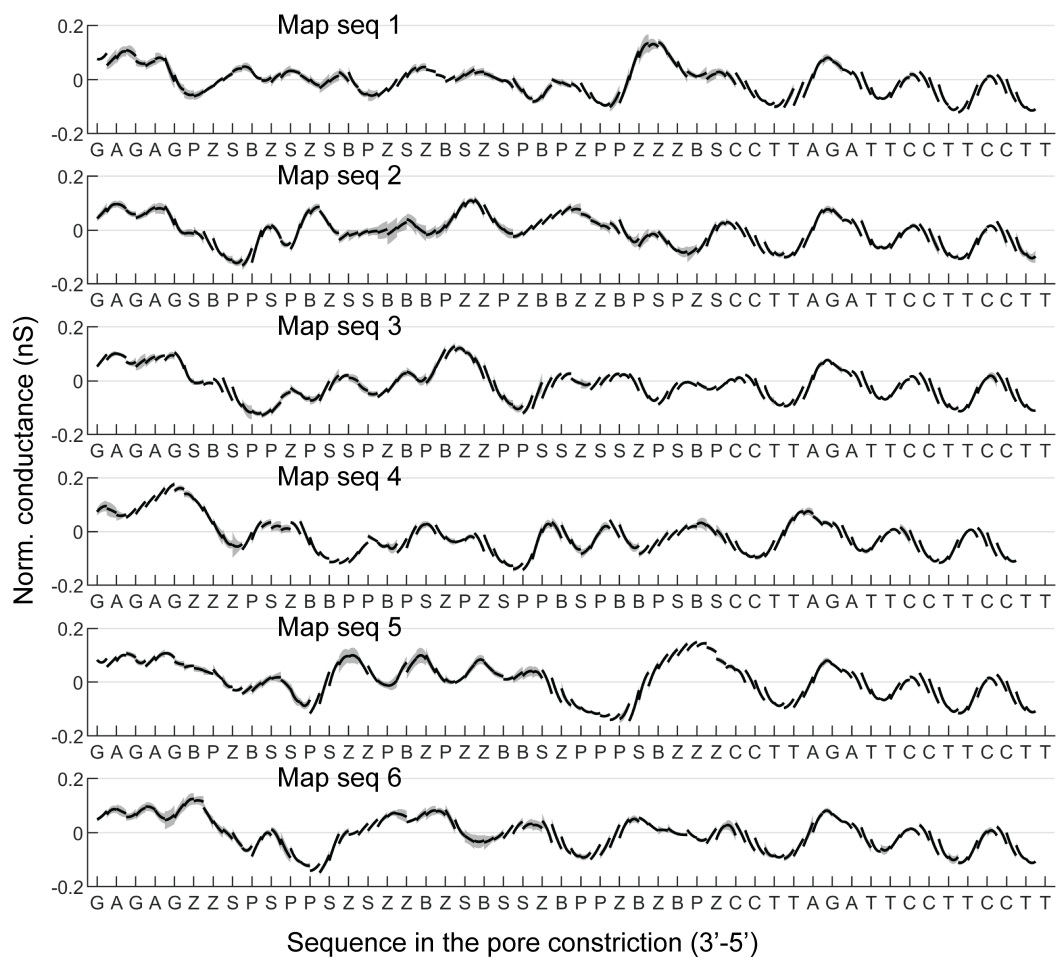 Norm. conductance (nS)
Map seq 1
0.2
0
-0.2
G A G A G P Z S B Z S Z S B P Z S Z B S Z S P B P Z P P Z Z Z B S C C T T A G A T T C C T T C C T T
Map seq 2
0.2
0
-0.2
G A G A G S B P P S P B Z S S B B B P Z Z P Z B B Z Z B P S P Z S C C T T A G A T T C C T T C C T T
Map seq 3
0.2
0
-0.2
G A G A G S B S P P Z P Z S P Z B P B Z Z P P S S Z S S Z P S B P C C T T A G A T T C C T T C C T T
Map seq 4
0.2
0
-0.2
G A G A G Z Z Z P S Z B B P P B P S Z P Z S P P B S P B B P S B S C C T T A G A T T C C T T C C T T
Map seq 5
0.2
0
-0.2
G A G A G B P Z B S S P S Z Z P B Z P Z Z B B S Z P P P S B Z Z Z C C T T A G A T T C C T T C C T T
Map seq 6
0.2
0
-0.2
G A G A G Z Z S P S P P S Z S Z Z B Z S B S S Z B P P Z B Z B P Z C C T T A G A T T C C T T C C T T
Sequence in the pore constriction (3’-5’)